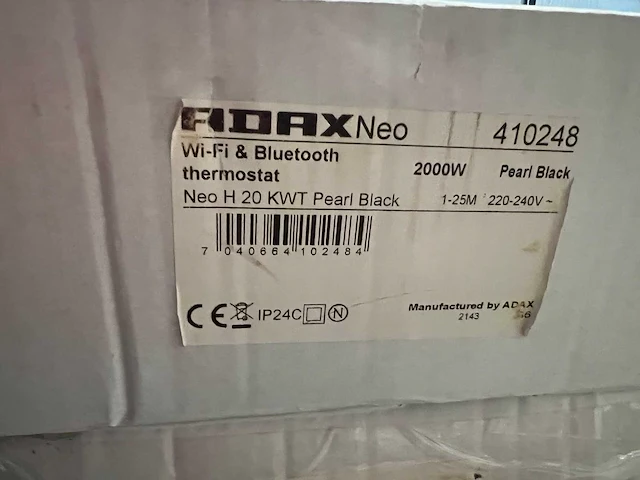 ADAX Neo 410248
Wi-Fi & Bluetooth
thermostat 2000W Pearl Black
Neo H 20 KWT Pearl Black 1-25M 220-240V~
7 040664 102484
CE IP24C N
Manufactured by ADAX
2143